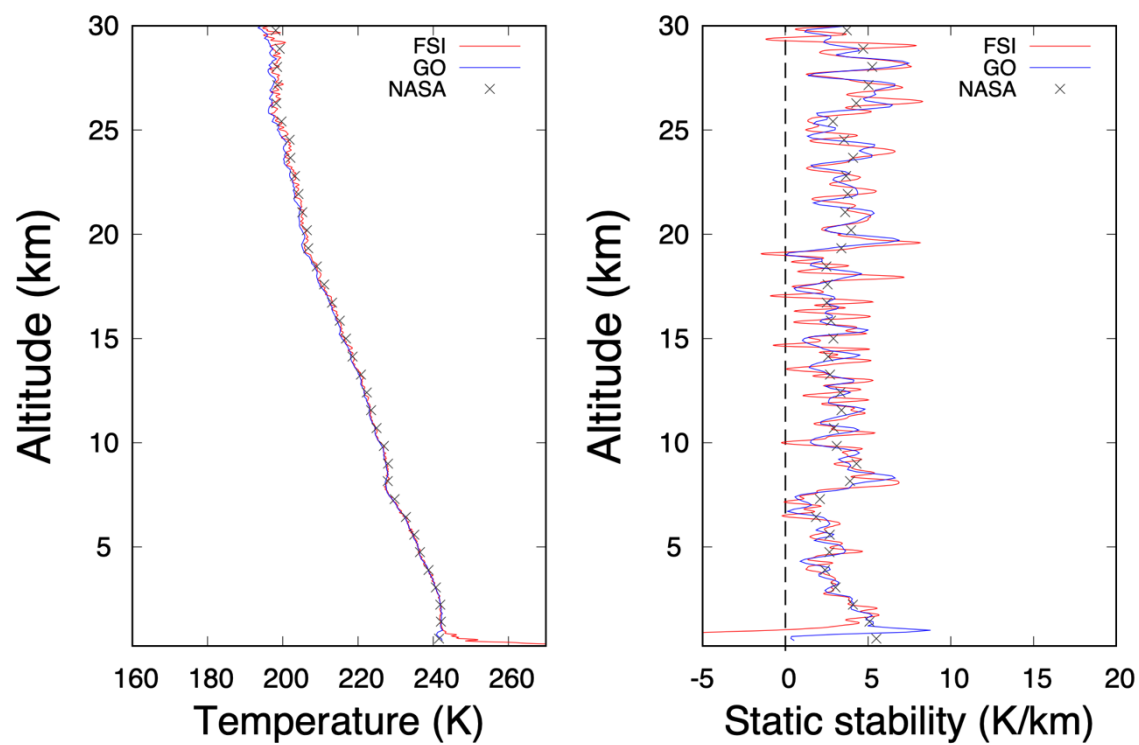 30
25
20
15
10
5
Altitude (km)
FSI
GO
NASA
160 180 200 220 240 260
Temperature (K)
30
25
20
15
10
5
Altitude (km)
FSI
GO
NASA
-5 0 5 10 15 20
Static stability (K/km)